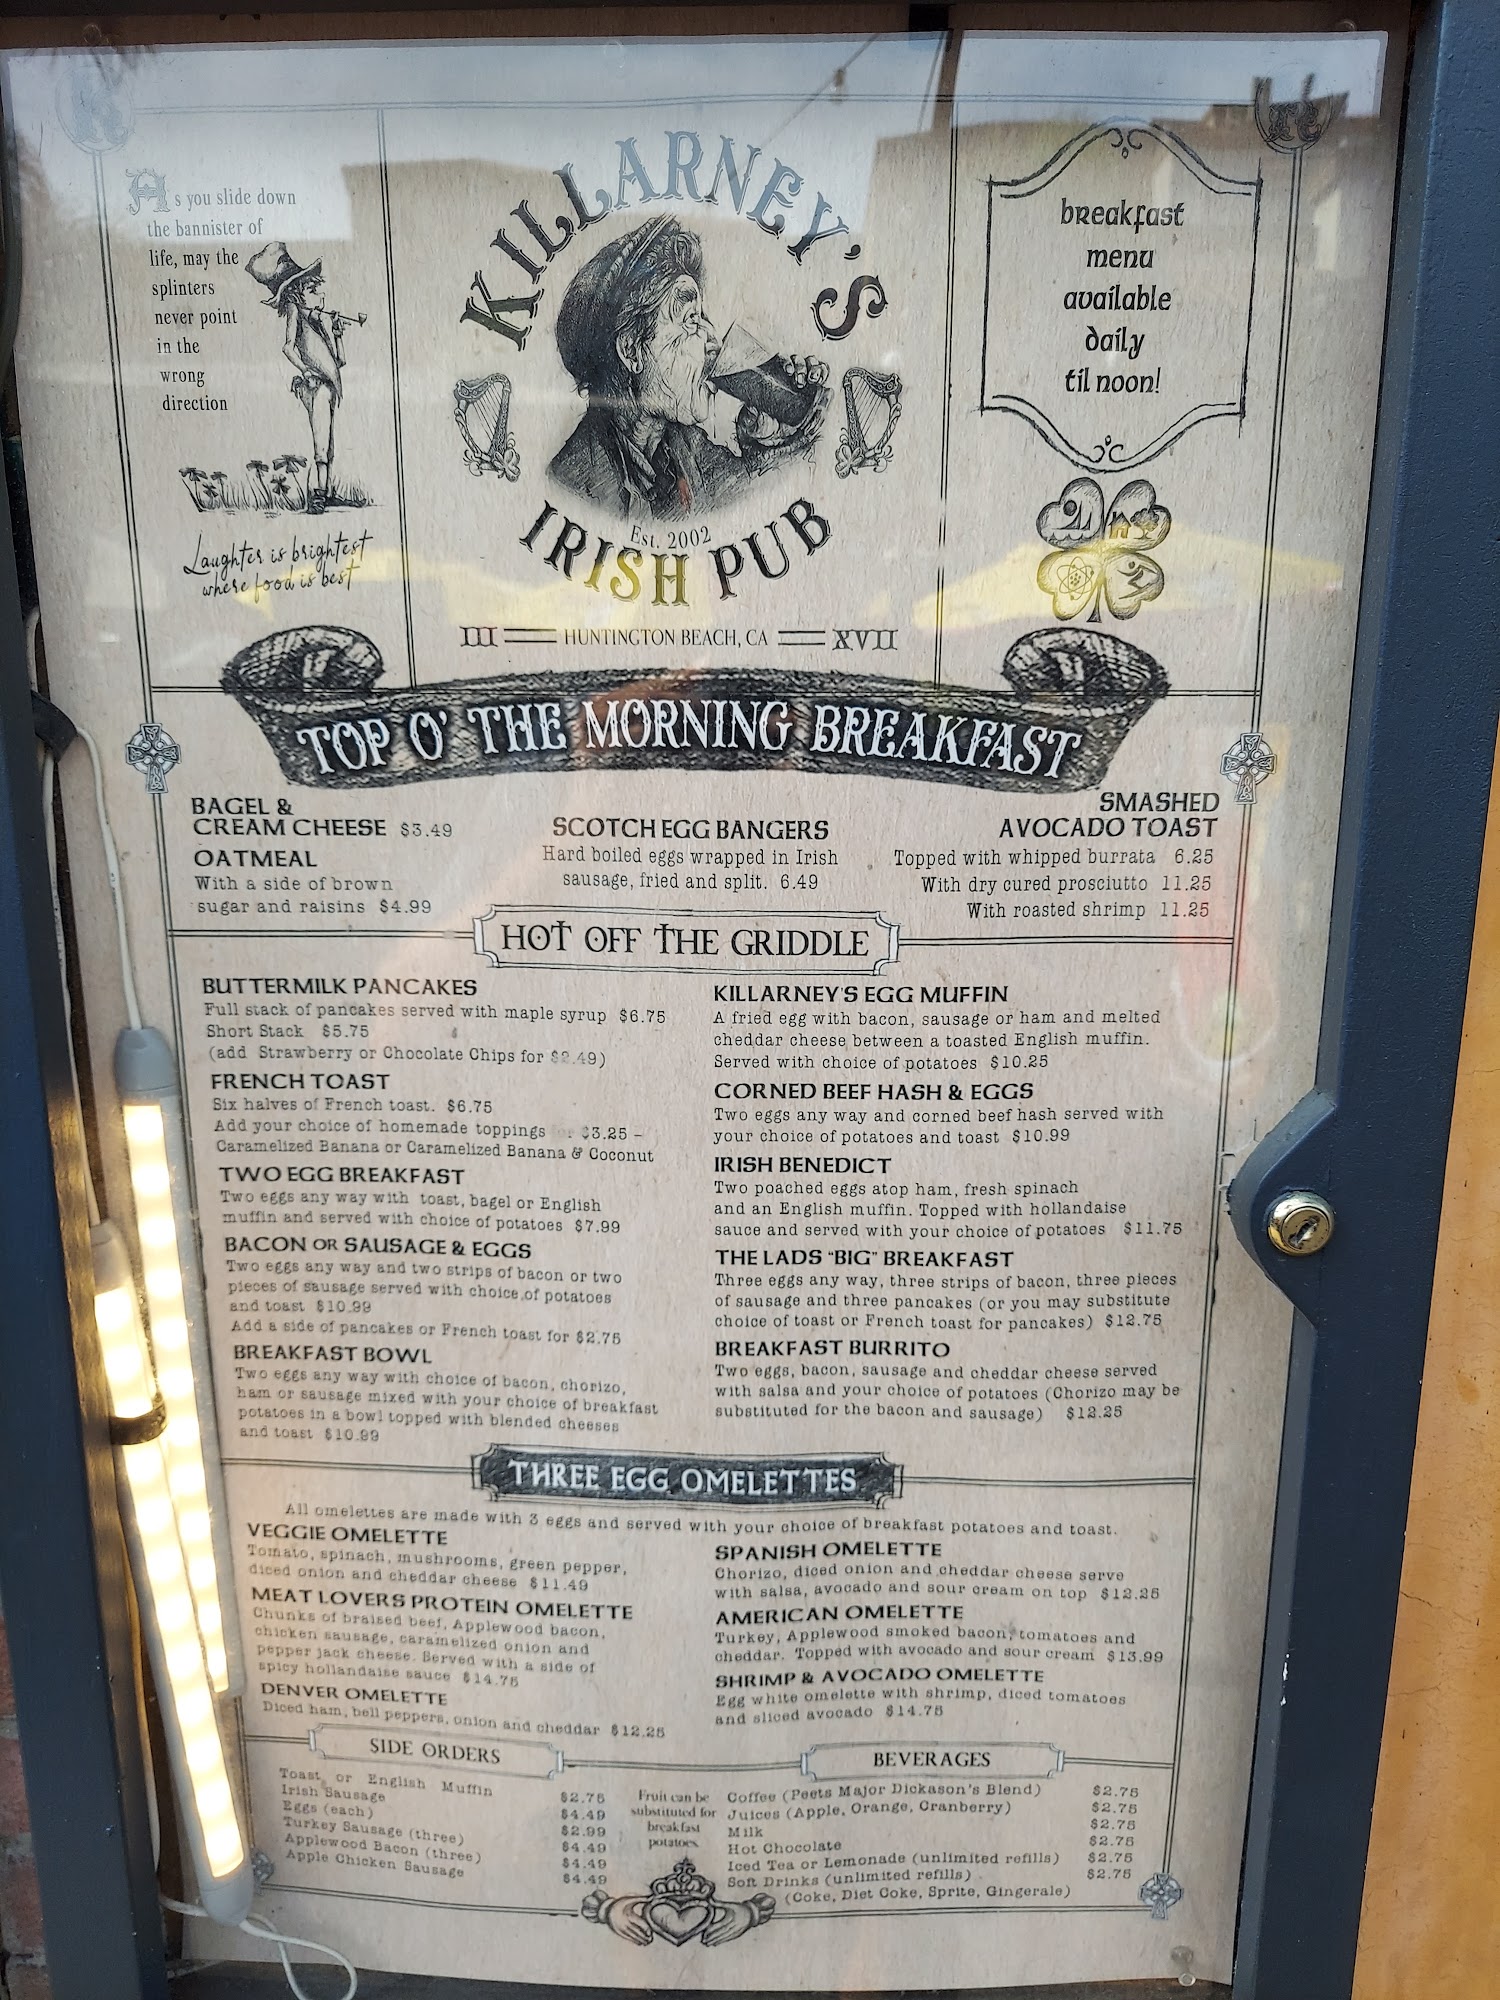 As you slide down
the bannister of
life, may the
splinters
never point
in the
wrong
direction
Laughter is brightest
where food is best
KILLARNEY'S
Est. 2002
IRISH PUB
III HUNTINGTON BEACH, CA XVII
breakfast
menu
available
daily
til noon!
TOP O' THE MORNING BREAKFAST
BAGEL &
CREAM CHEESE $3.49
OATMEAL
With a side of brown
sugar and raisins $4.99
SCOTCH EGG BANGERS
Hard boiled eggs wrapped in Irish
sausage, fried and split. 6.49
SMASHED
AVOCADO TOAST
Topped with whipped burrata 6.25
With dry cured prosciutto 11.25
With roasted shrimp 11.25
HOT OFF THE GRIDDLE
BUTTERMILK PANCAKES
Full stack of pancakes served with maple syrup $6.75
Short Stack $5.75
(add Strawberry or Chocolate Chips for $2.49)
FRENCH TOAST
Six halves of French toast. $6.75
Add your choice of homemade toppings $3.25 –
Caramelized Banana or Caramelized Banana & Coconut
TWO EGG BREAKFAST
Two eggs any way with toast, bagel or English
muffin and served with choice of potatoes $7.99
BACON OR SAUSAGE & EGGS
Two eggs any way and two strips of bacon or two
pieces of sausage served with choice of potatoes
and toast $10.99
Add a side of pancakes or French toast for $2.75
BREAKFAST BOWL
Two eggs any way with choice of bacon, chorizo,
ham or sausage mixed with your choice of breakfast
potatoes in a bowl topped with blended cheeses
and toast $10.99
KILLARNEY'S EGG MUFFIN
A fried egg with bacon, sausage or ham and melted
cheddar cheese between a toasted English muffin.
Served with choice of potatoes $10.25
CORNED BEEF HASH & EGGS
Two eggs any way and corned beef hash served with
your choice of potatoes and toast $10.99
IRISH BENEDICT
Two poached eggs atop ham, fresh spinach
and an English muffin. Topped with hollandaise
sauce and served with your choice of potatoes $11.75
THE LADS "BIG" BREAKFAST
Three eggs any way, three strips of bacon, three pieces
of sausage and three pancakes (or you may substitute
choice of toast or French toast for pancakes) $12.75
BREAKFAST BURRITO
Two eggs, bacon, sausage and cheddar cheese served
with salsa and your choice of potatoes (Chorizo may be
substituted for the bacon and sausage) $12.25
THREE EGG OMELETTES
All omelettes are made with 3 eggs and served with your choice of breakfast potatoes and toast.
VEGGIE OMELETTE
Tomato, spinach, mushrooms, green pepper,
diced onion and cheddar cheese $11.49
MEAT LOVERS PROTEIN OMELETTE
Chunks of braised beef, Applewood bacon,
chicken sausage, caramelized onion and
pepper jack cheese. Served with a side of
spicy hollandaise sauce $14.75
DENVER OMELETTE
Diced ham, bell peppers, onion and cheddar $12.25
SPANISH OMELETTE
Chorizo, diced onion and cheddar cheese serve
with salsa, avocado and sour cream on top $12.25
AMERICAN OMELETTE
Turkey, Applewood smoked bacon, tomatoes and
cheddar. Topped with avocado and sour cream $13.99
SHRIMP & AVOCADO OMELETTE
Egg white omelette with shrimp, diced tomatoes
and sliced avocado $14.75
SIDE ORDERS
Toast or English Muffin $2.75
Irish Sausage $4.49
Eggs (each) $2.99
Turkey Sausage (three) $4.49
Applewood Bacon (three) $4.49
Apple Chicken Sausage $4.49
Fruit can be
substituted for
breakfast
potatoes.
BEVERAGES
Coffee (Peets Major Dickason's Blend) $2.75
Juices (Apple, Orange, Cranberry) $2.75
Milk $2.75
Hot Chocolate $2.75
Iced Tea or Lemonade (unlimited refills) $2.75
Soft Drinks (unlimited refills) $2.75
(Coke, Diet Coke, Sprite, Gingerale)